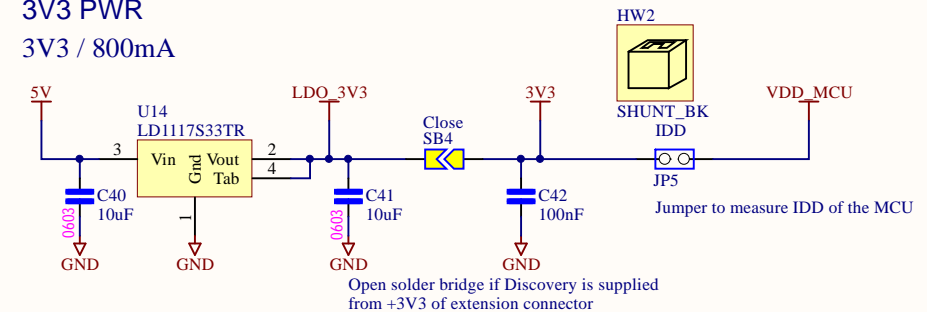 3V3 PWR
3V3 / 800mA
HW2
SHUNT_BK
5V
U14
LD1117S33TR
3
Vin
Gnd
Vout
Tab
2
4
1
LDO_3V3
Close
SB4
3V3
IDD
JP5
VDD_MCU
C40
10uF
0603
C41
10uF
0603
C42
100nF
Jumper to measure IDD of the MCU
GND
GND
GND
GND
Open solder bridge if Discovery is supplied
from +3V3 of extension connector